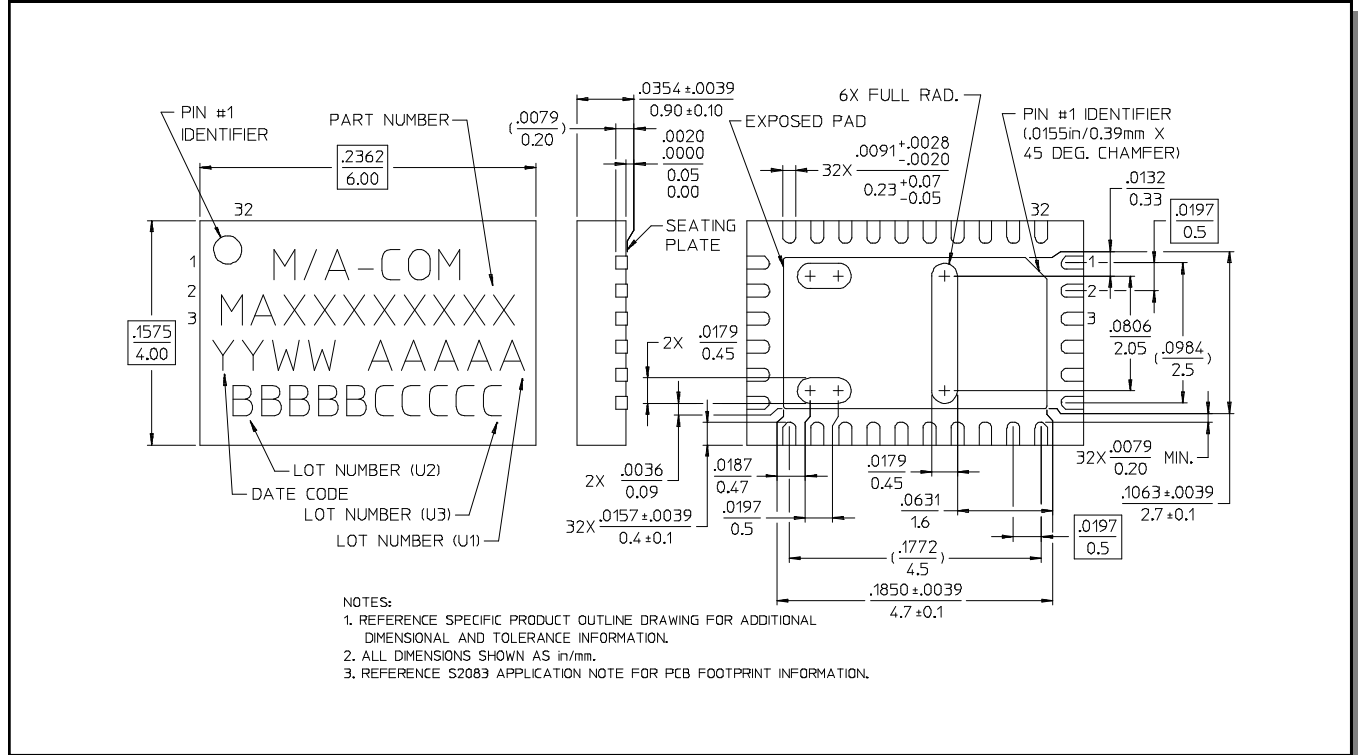 PIN #1
IDENTIFIER
PART NUMBER
.2362
6.00
32
1
2
3
.1575
4.00
M/A-COM
MAXXXXXXXXX
YYWW AAAAA
BBBBBCCCCC
LOT NUMBER (U2)
DATE CODE
LOT NUMBER (U3)
LOT NUMBER (U1)
.0354 ±.0039
0.90 ±0.10
(.0079
0.20)
.0020
.0000
0.05
0.00
SEATING
PLATE
EXPOSED PAD
6X FULL RAD.
PIN #1 IDENTIFIER
(.0155in/0.39mm X
45 DEG. CHAMFER)
32X .0091 +.0028
-.0020
0.23 +0.07
-0.05
32
.0132
0.33
.0197
0.5
1
2
3
.0806
2.05
(.0984)
2.5
2X .0179
0.45
2X .0036
0.09
32X .0157 ±.0039
0.4 ±0.1
.0187
0.47
.0197
0.5
.0179
0.45
.0631
1.6
32X .0079 MIN.
0.20
.1063 ±.0039
2.7 ±0.1
.0197
0.5
(.1772)
4.5
.1850 ±.0039
4.7 ±0.1
NOTES:
1. REFERENCE SPECIFIC PRODUCT OUTLINE DRAWING FOR ADDITIONAL
DIMENSIONAL AND TOLERANCE INFORMATION.
2. ALL DIMENSIONS SHOWN AS in/mm.
3. REFERENCE S2083 APPLICATION NOTE FOR PCB FOOTPRINT INFORMATION.